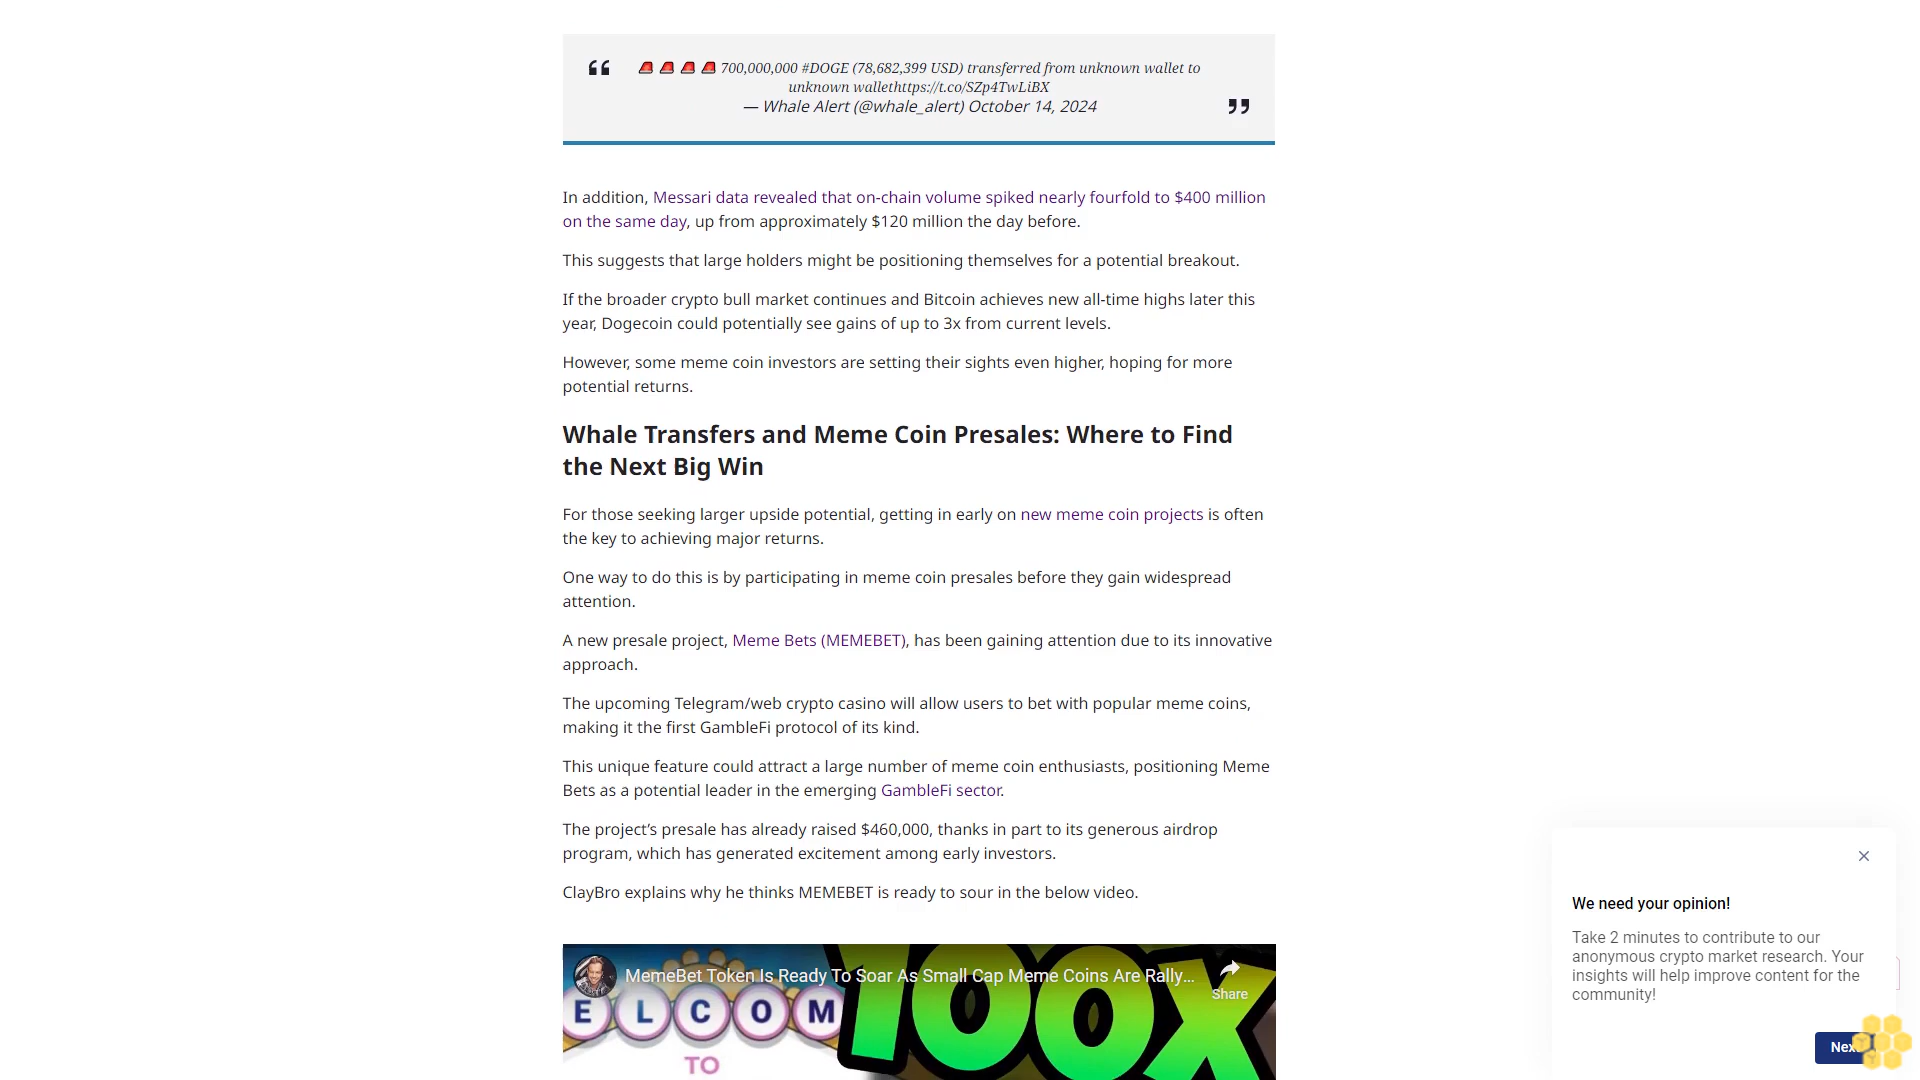 🚨 🚨 🚨 🚨 700,000,000 #DOGE (78,682,399 USD) transferred from unknown wallet to
unknown wallethttps://t.co/SZp4TwLiBX
— Whale Alert (@whale_alert) October 14, 2024
In addition, Messari data revealed that on-chain volume spiked nearly fourfold to $400 million
on the same day, up from approximately $120 million the day before.
This suggests that large holders might be positioning themselves for a potential breakout.
If the broader crypto bull market continues and Bitcoin achieves new all-time highs later this
year, Dogecoin could potentially see gains of up to 3x from current levels.
However, some meme coin investors are setting their sights even higher, hoping for more
potential returns.
Whale Transfers and Meme Coin Presales: Where to Find
the Next Big Win
For those seeking larger upside potential, getting in early on new meme coin projects is often
the key to achieving major returns.
One way to do this is by participating in meme coin presales before they gain widespread
attention.
A new presale project, Meme Bets (MEMEBET), has been gaining attention due to its innovative
approach.
The upcoming Telegram/web crypto casino will allow users to bet with popular meme coins,
making it the first GambleFi protocol of its kind.
This unique feature could attract a large number of meme coin enthusiasts, positioning Meme
Bets as a potential leader in the emerging GambleFi sector.
The project’s presale has already raised $460,000, thanks in part to its generous airdrop
program, which has generated excitement among early investors.
ClayBro explains why he thinks MEMEBET is ready to sour in the below video.
MemeBet Token Is Ready To Soar As Small Cap Meme Coins Are Rally...
Share
ELCOM
TO
100X
We need your opinion!
Take 2 minutes to contribute to our
anonymous crypto market research. Your
insights will help improve content for the
community!